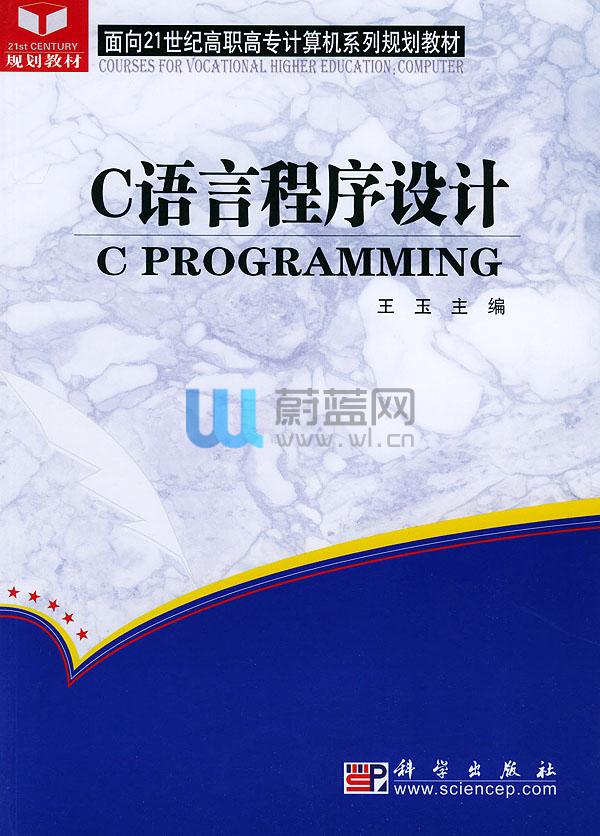 21st CENTURY
规划教材
面向21世纪高职高专计算机系列规划教材
COURSES FOR VOCATIONAL HIGHER EDUCATION: COMPUTER
C语言程序设计
C PROGRAMMING
王 玉 主 编
蔚蓝网
www.wl.cn
科学出版社
www.sciencep.com